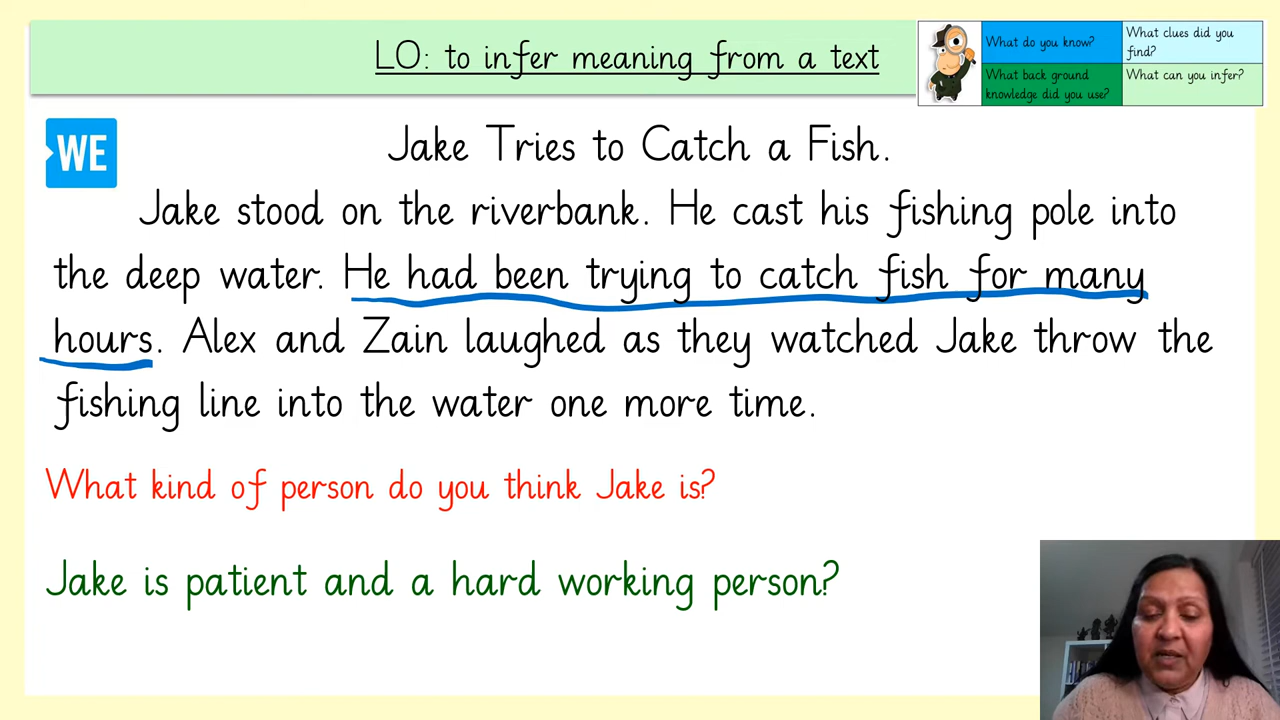 LO: to infer meaning from a text
What do you know?
What clues did you
find?
What back ground
knowledge did you use?
What can you infer?
WE
Jake Tries to Catch a Fish.
Jake stood on the riverbank. He cast his fishing pole into
the deep water. He had been trying to catch fish for many
hours. Alex and Zain laughed as they watched Jake throw the
fishing line into the water one more time.
What kind of person do you think Jake is?
Jake is patient and a hard working person?